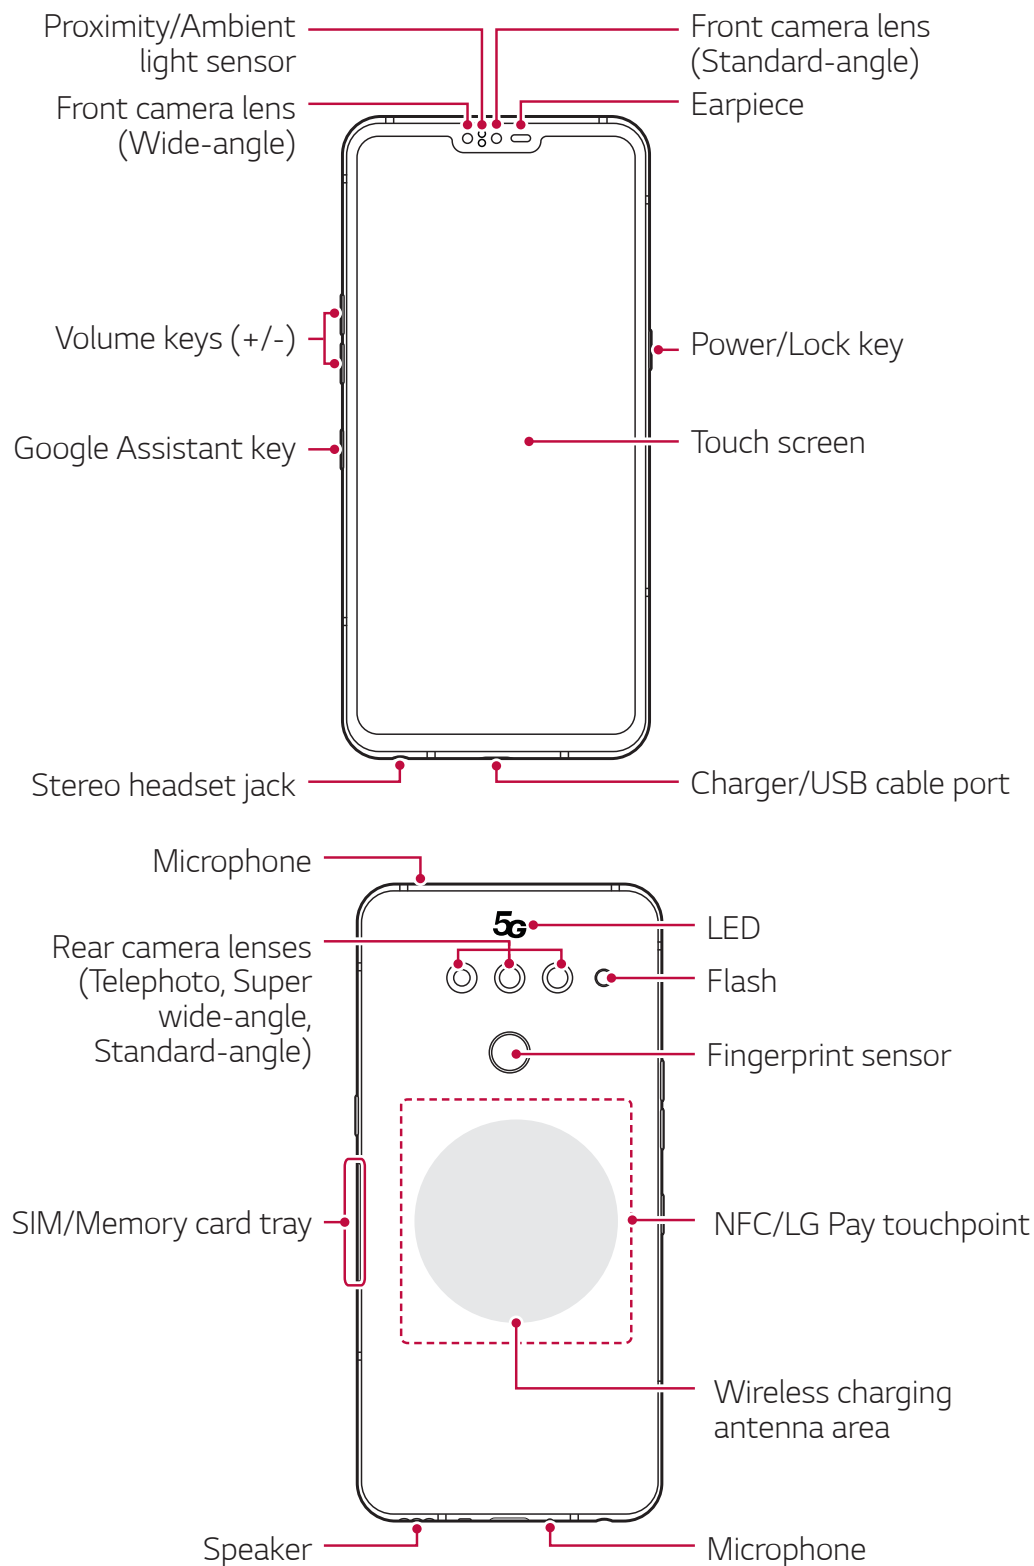 Proximity/Ambient
light sensor
Front camera lens
(Standard-angle)
Front camera lens
(Wide-angle)
Earpiece
Volume keys (+/-)
Power/Lock key
Google Assistant key
Touch screen
Stereo headset jack
Charger/USB cable port
Microphone
5G
LED
Rear camera lenses
(Telephoto, Super
wide-angle,
Standard-angle)
Flash
Fingerprint sensor
SIM/Memory card tray
NFC/LG Pay touchpoint
Wireless charging
antenna area
Speaker
Microphone